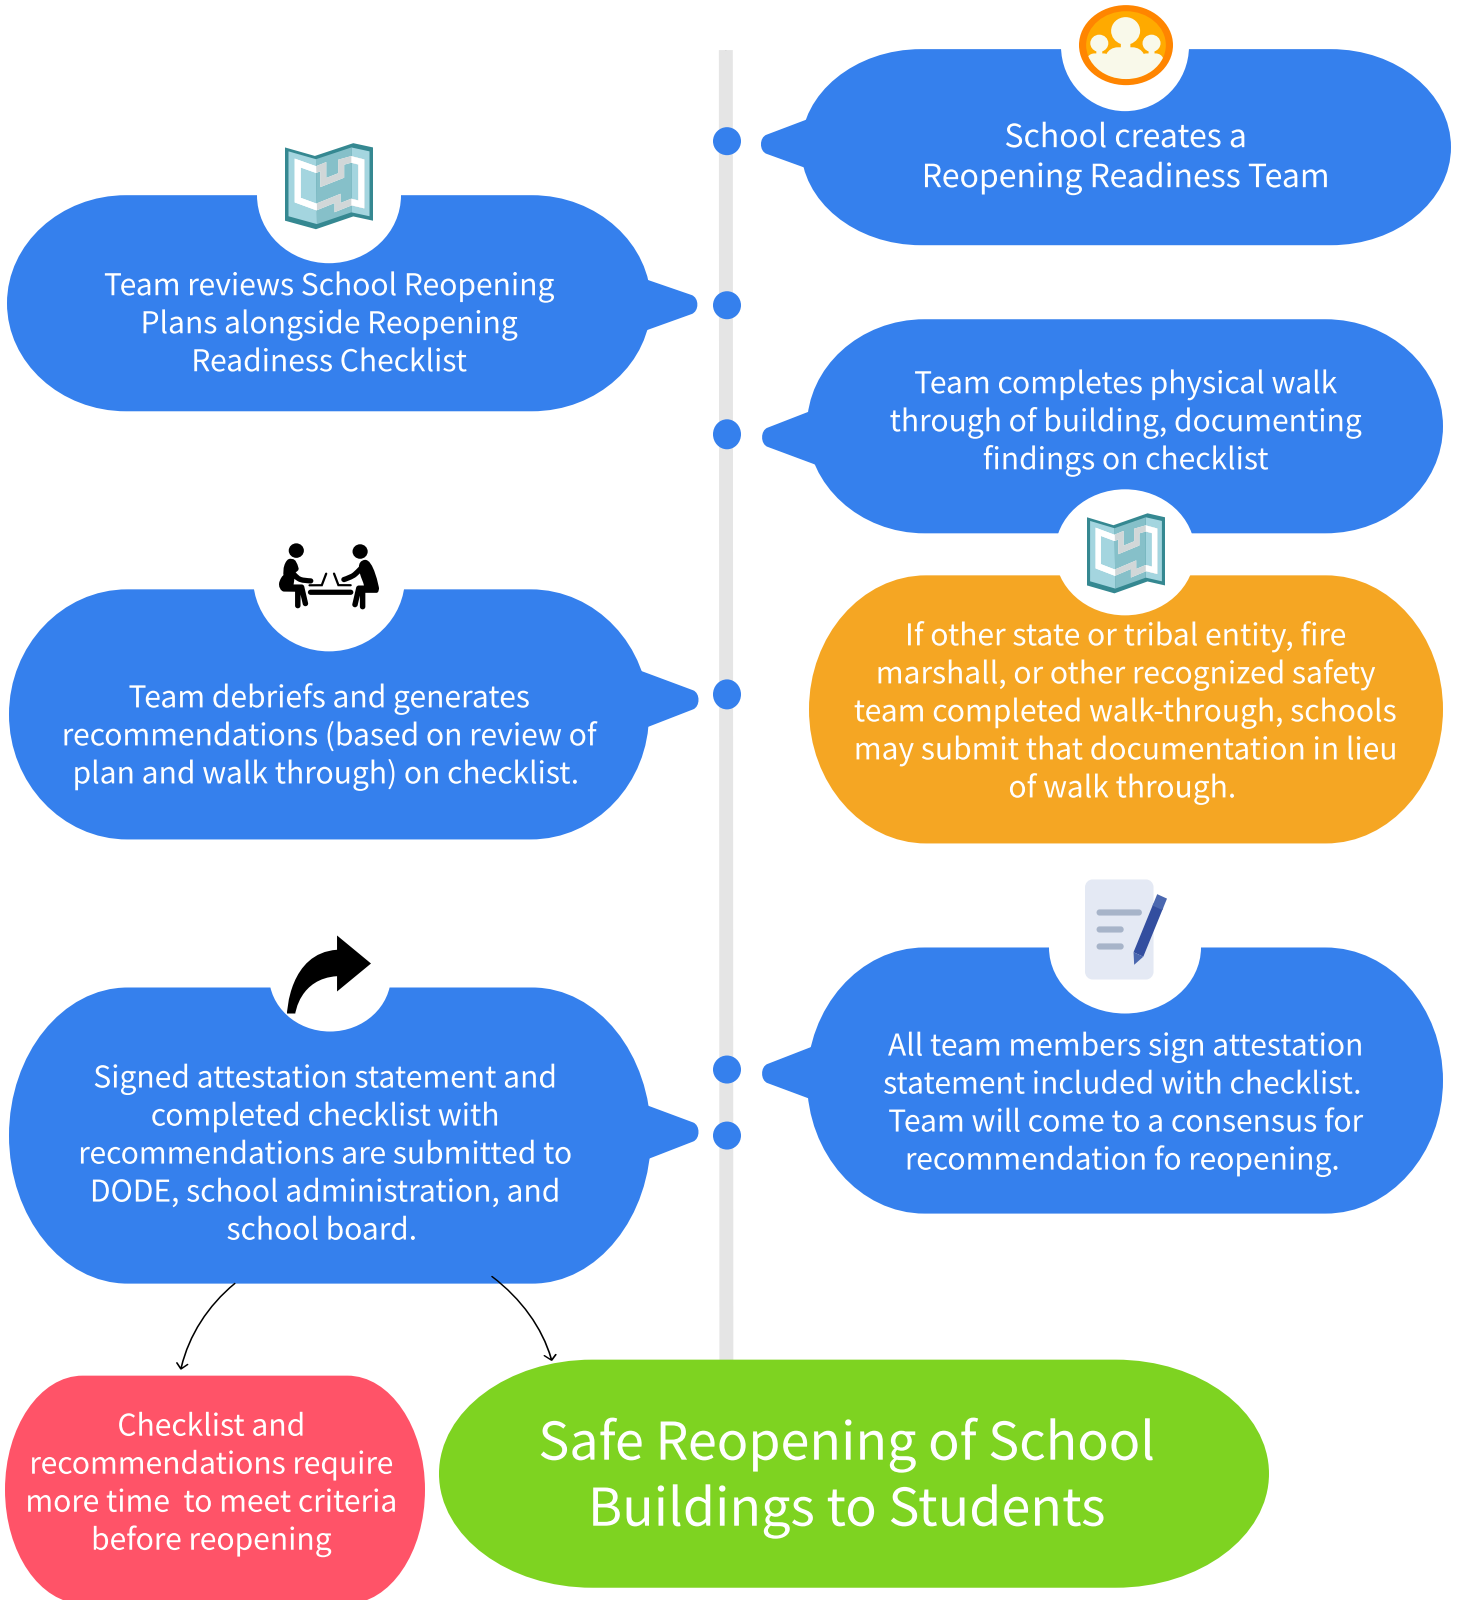 School creates a
Reopening Readiness Team
Team reviews School Reopening
Plans alongside Reopening
Readiness Checklist
Team completes physical walk
through of building, documenting
findings on checklist
If other state or tribal entity, fire
marshall, or other recognized safety
team completed walk-through, schools
may submit that documentation in lieu
of walk through.
Team debriefs and generates
recommendations (based on review of
plan and walk through) on checklist.
All team members sign attestation
statement included with checklist.
Team will come to a consensus for
recommendation fo reopening.
Signed attestation statement and
completed checklist with
recommendations are submitted to
DODE, school administration, and
school board.
Checklist and
recommendations require
more time to meet criteria
before reopening
Safe Reopening of School
Buildings to Students